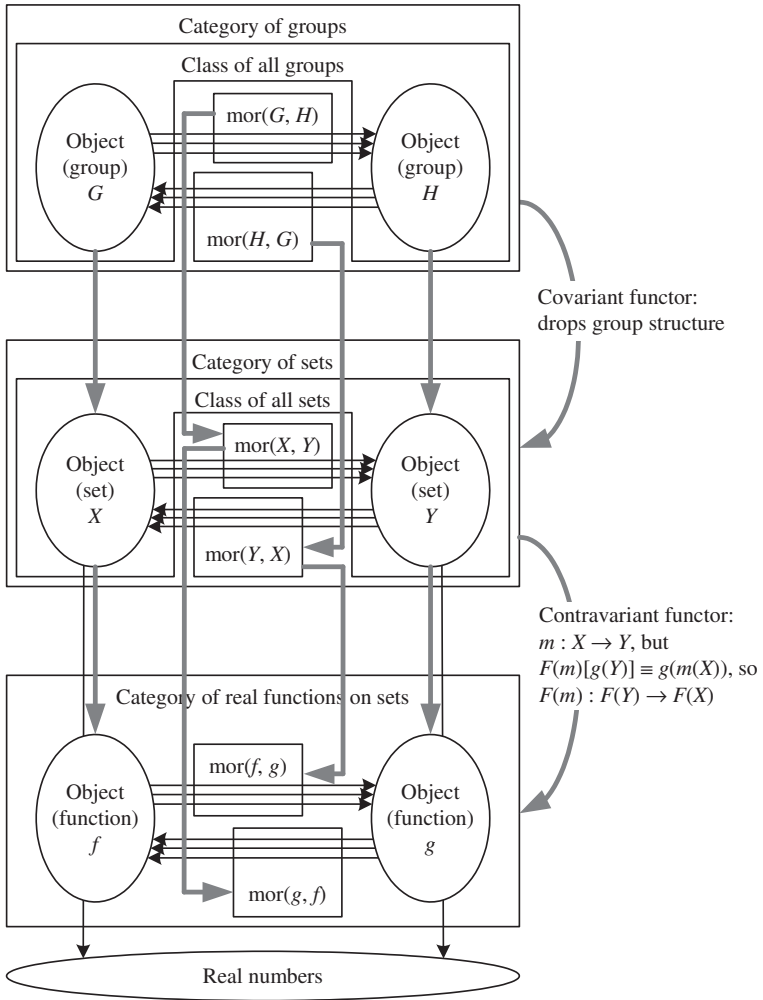 Category of groups
Class of all groups
mor(G, H)
Object
(group)
G
Object
(group)
H
mor(H, G)
Covariant functor:
drops group structure
Category of sets
Class of all sets
mor(X, Y)
Object
(set)
X
Object
(set)
Y
mor(Y, X)
Contravariant functor:
m : X → Y, but
F(m)[g(Y)] ≡ g(m(X)), so
F(m) : F(Y) → F(X)
Category of real functions on sets
mor(f, g)
Object
(function)
f
Object
(function)
g
mor(g, f)
Real numbers